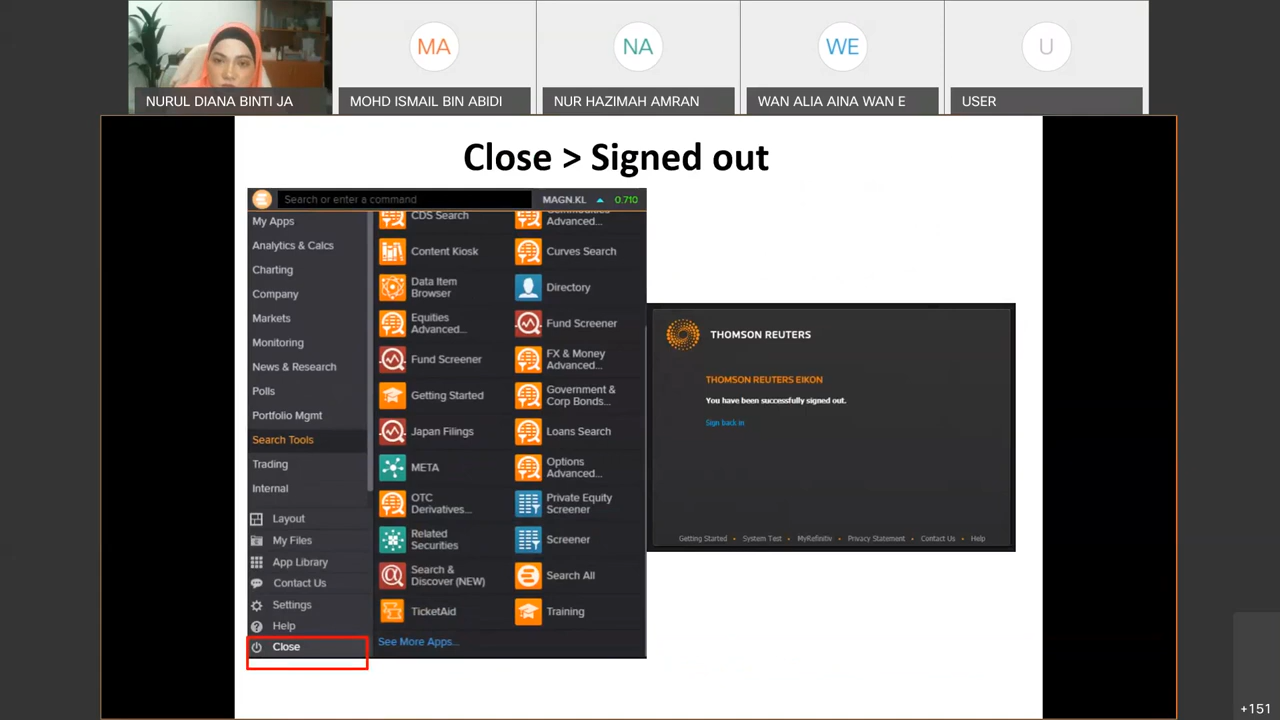 MA
NA
WE
U
NURUL DIANA BINTI JA
MOHD ISMAIL BIN ABIDI
NUR HAZIMAH AMRAN
WAN ALIA AINA WAN E
USER
Close > Signed out
Search or enter a command
MAGN.KL
0.710
My Apps
Analytics & Calcs
Charting
Company
Markets
Monitoring
News & Research
Polls
Portfolio Mgmt
Search Tools
Trading
Internal
Layout
My Files
App Library
Contact Us
Settings
Help
Close
CDS Search
Content Kiosk
Data Item
Browser
Equities
Advanced...
Fund Screener
Getting Started
Japan Filings
META
OTC
Derivatives...
Related
Securities
Search &
Discover (NEW)
TicketAid
See More Apps...
Advanced...
Curves Search
Directory
Fund Screener
FX & Money
Advanced...
Government &
Corp Bonds...
Loans Search
Options
Advanced...
Private Equity
Screener
Screener
Search All
Training
THOMSON REUTERS
THOMSON REUTERS EIKON
You have been successfully signed out.
Sign back in
Getting Started • System Test • MyRefinitiv • Privacy Statement • Contact Us • Help
+151